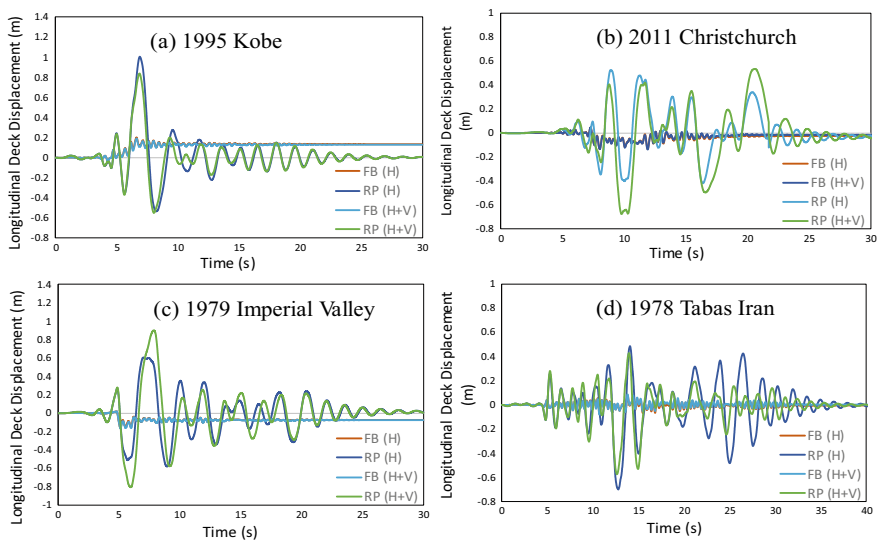 (a) 1995 Kobe
Longitudinal Deck Displacement (m)
1.4
1.2
1
0.8
0.6
0.4
0.2
0
-0.2
-0.4
-0.6
-0.8
0 5 10 15 20 25 30
Time (s)
FB (H)
RP (H)
FB (H+V)
RP (H+V)
(b) 2011 Christchurch
Longitudinal Deck Displacement
(m)
1
0.8
0.6
0.4
0.2
0
-0.2
-0.4
-0.6
-0.8
0 5 10 15 20 25 30
Time (s)
FB (H)
FB (H+V)
RP (H)
RP (H+V)
(c) 1979 Imperial Valley
Longitudinal Deck Displacement (m)
1.4
1.2
1
0.8
0.6
0.4
0.2
0
-0.2
-0.4
-0.6
-0.8
-1
0 5 10 15 20 25 30
Time (s)
FB (H)
RP (H)
FB (H+V)
RP (H+V)
(d) 1978 Tabas Iran
Longitudinal Deck Displacement
(m)
1
0.8
0.6
0.4
0.2
0
-0.2
-0.4
-0.6
-0.8
0 5 10 15 20 25 30 35 40
Time (s)
FB (H)
RP (H)
FB (H+V)
RP (H+V)